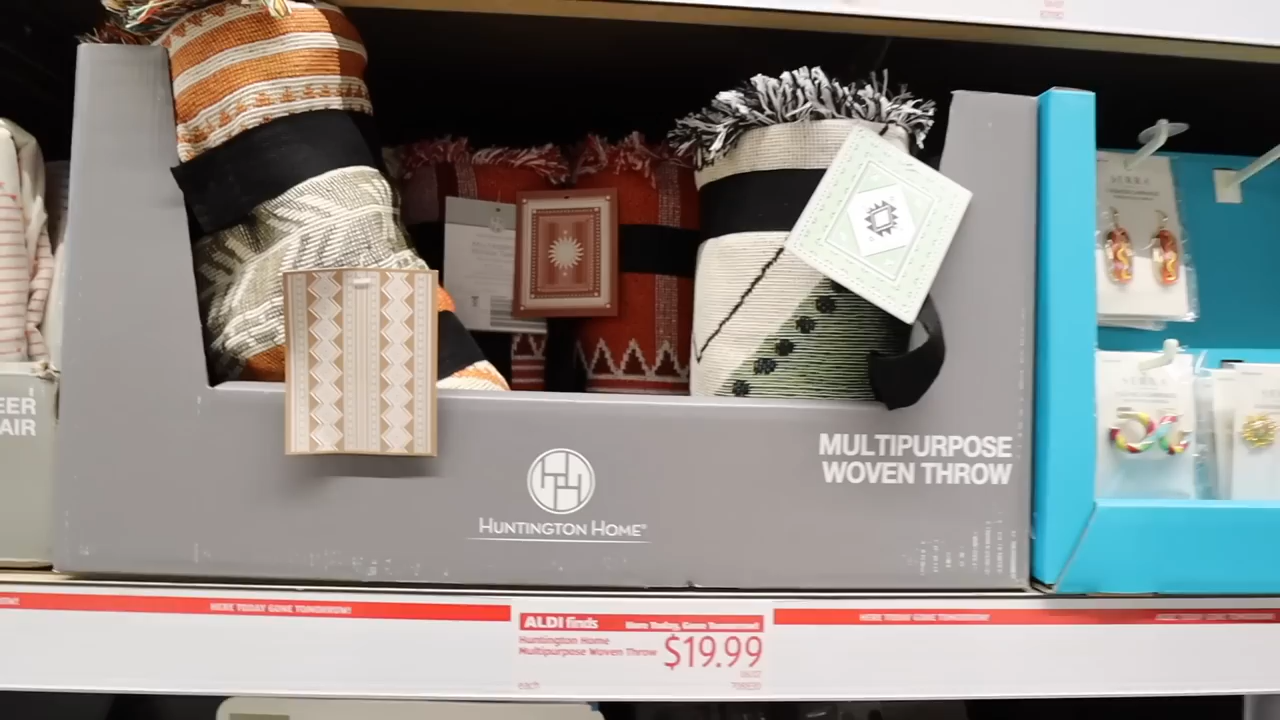 EER
AIR
MULTIPURPOSE
WOVEN THROW
HUNTINGTON HOME®
HERE TODAY GONE TOMORROW!
ALDI finds
Here Today, Gone Tomorrow!
Huntington Home
Multipurpose Woven Throw
$19.99
each
HERE TODAY GONE TOMORROW!